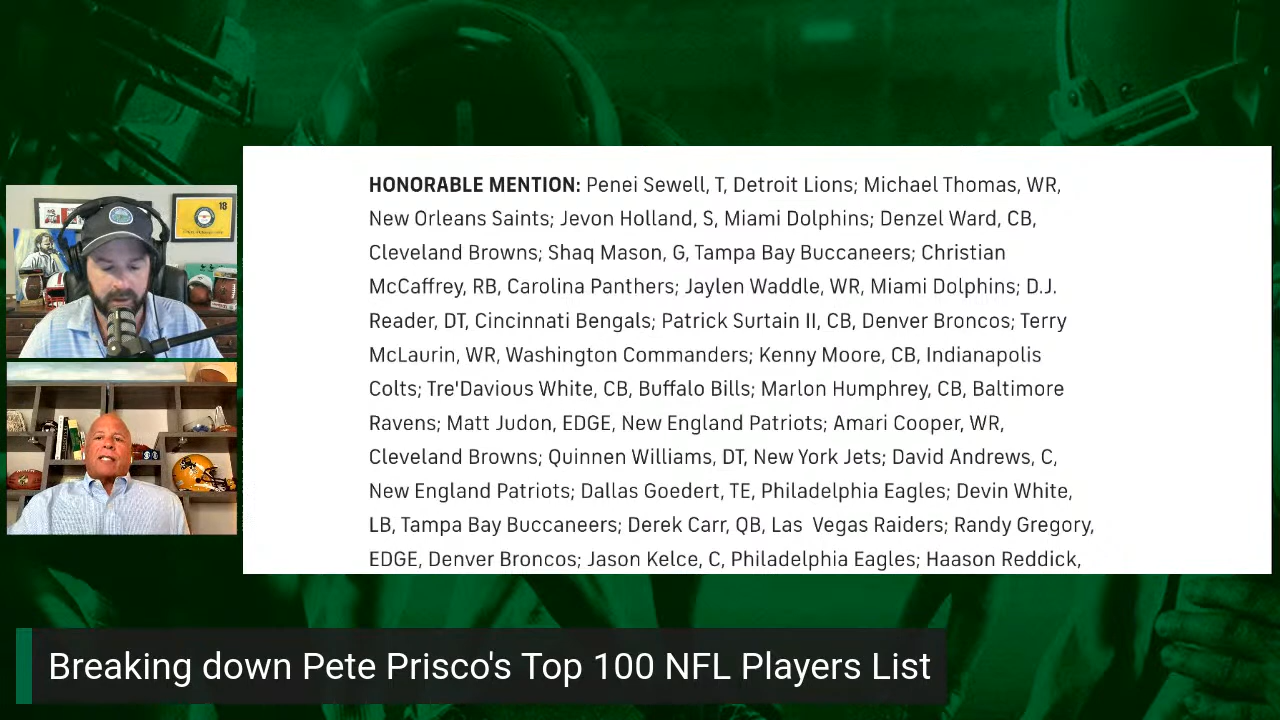 HONORABLE MENTION: Penei Sewell, T, Detroit Lions; Michael Thomas, WR,
New Orleans Saints; Jevon Holland, S, Miami Dolphins; Denzel Ward, CB,
Cleveland Browns; Shaq Mason, G, Tampa Bay Buccaneers; Christian
McCaffrey, RB, Carolina Panthers; Jaylen Waddle, WR, Miami Dolphins; D.J.
Reader, DT, Cincinnati Bengals; Patrick Surtain II, CB, Denver Broncos; Terry
McLaurin, WR, Washington Commanders; Kenny Moore, CB, Indianapolis
Colts; Tre'Davious White, CB, Buffalo Bills; Marlon Humphrey, CB, Baltimore
Ravens; Matt Judon, EDGE, New England Patriots; Amari Cooper, WR,
Cleveland Browns; Quinnen Williams, DT, New York Jets; David Andrews, C,
New England Patriots; Dallas Goedert, TE, Philadelphia Eagles; Devin White,
LB, Tampa Bay Buccaneers; Derek Carr, QB, Las Vegas Raiders; Randy Gregory,
EDGE, Denver Broncos; Jason Kelce, C, Philadelphia Eagles; Haason Reddick,
18
Breaking down Pete Prisco's Top 100 NFL Players List